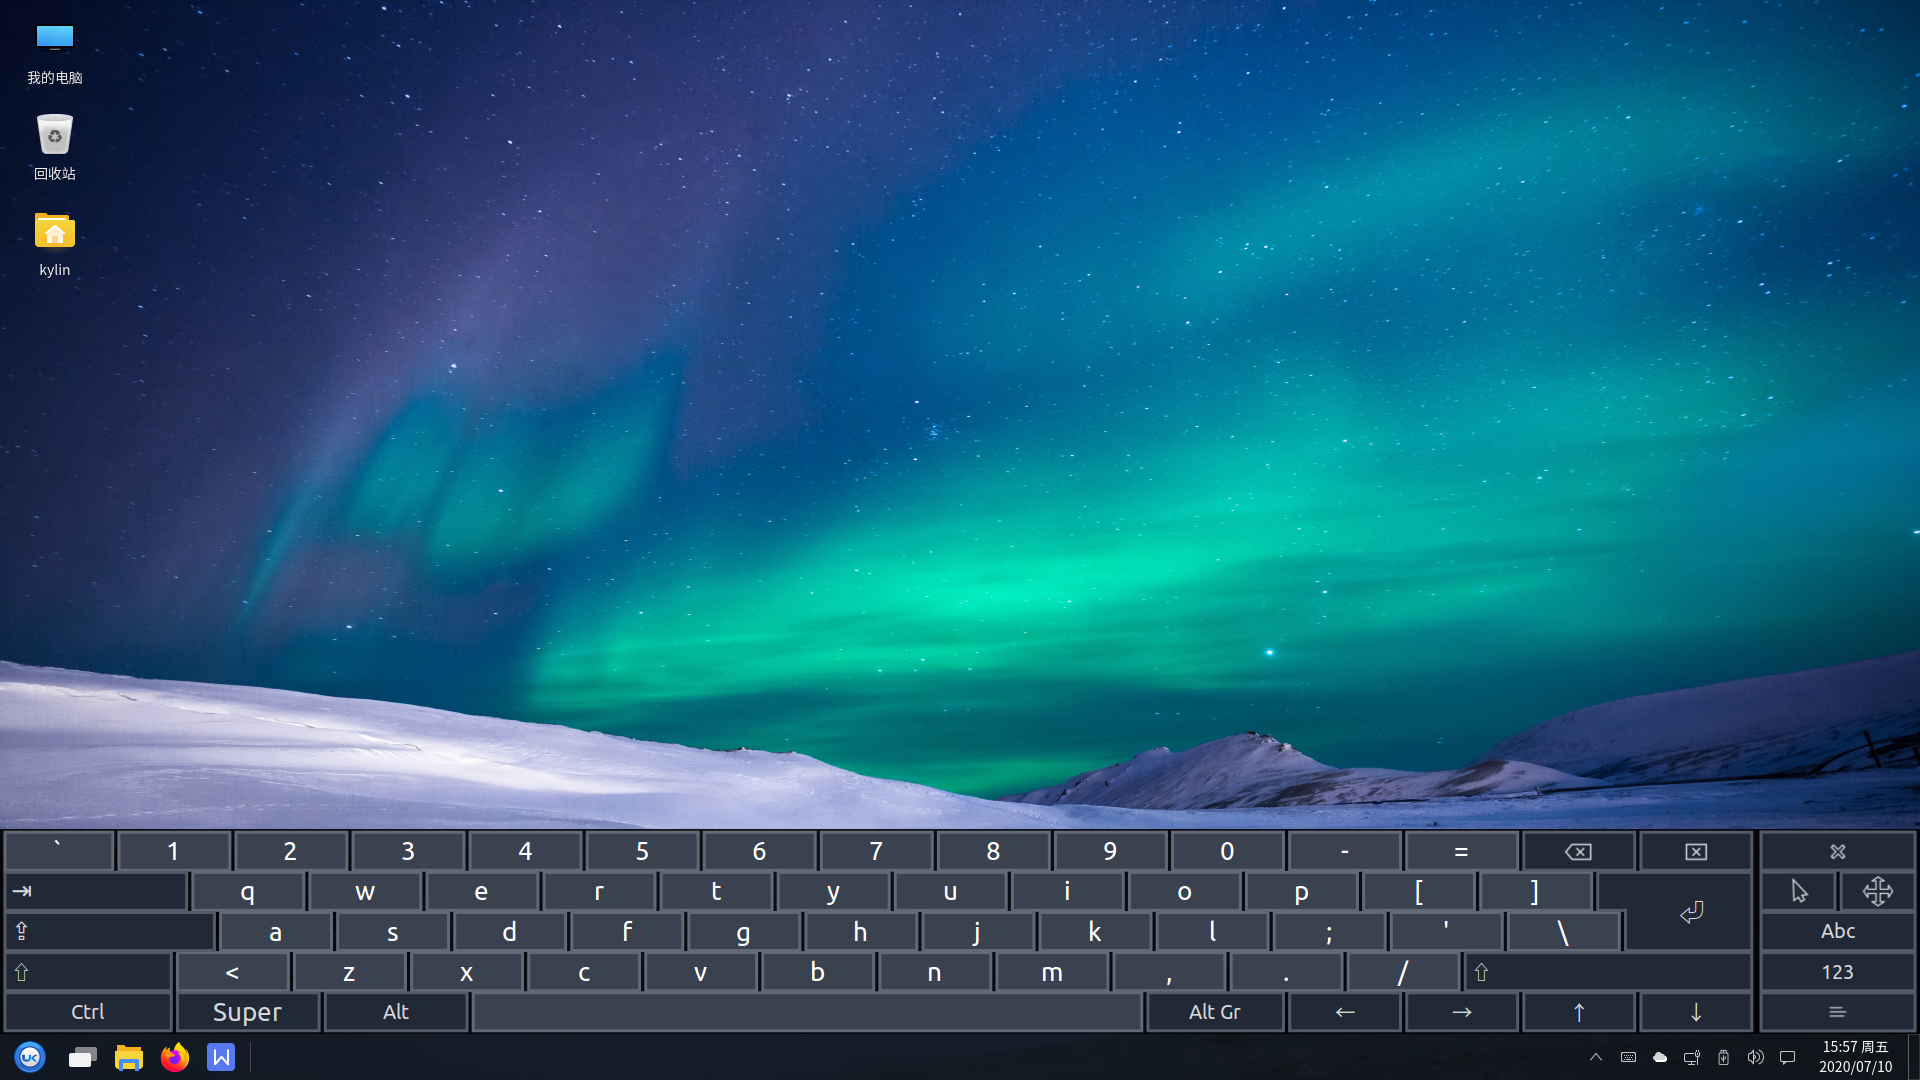 我的电脑
回收站
kylin
` 1 2 3 4 5 6 7 8 9 0 - =
q w e r t y u i o p [ ]
a s d f g h j k l ; ' \ Abc
< z x c v b n m , . / 123
Ctrl Super Alt Alt Gr ← → ↑ ↓
UK W 15:57 周五
2020/07/10